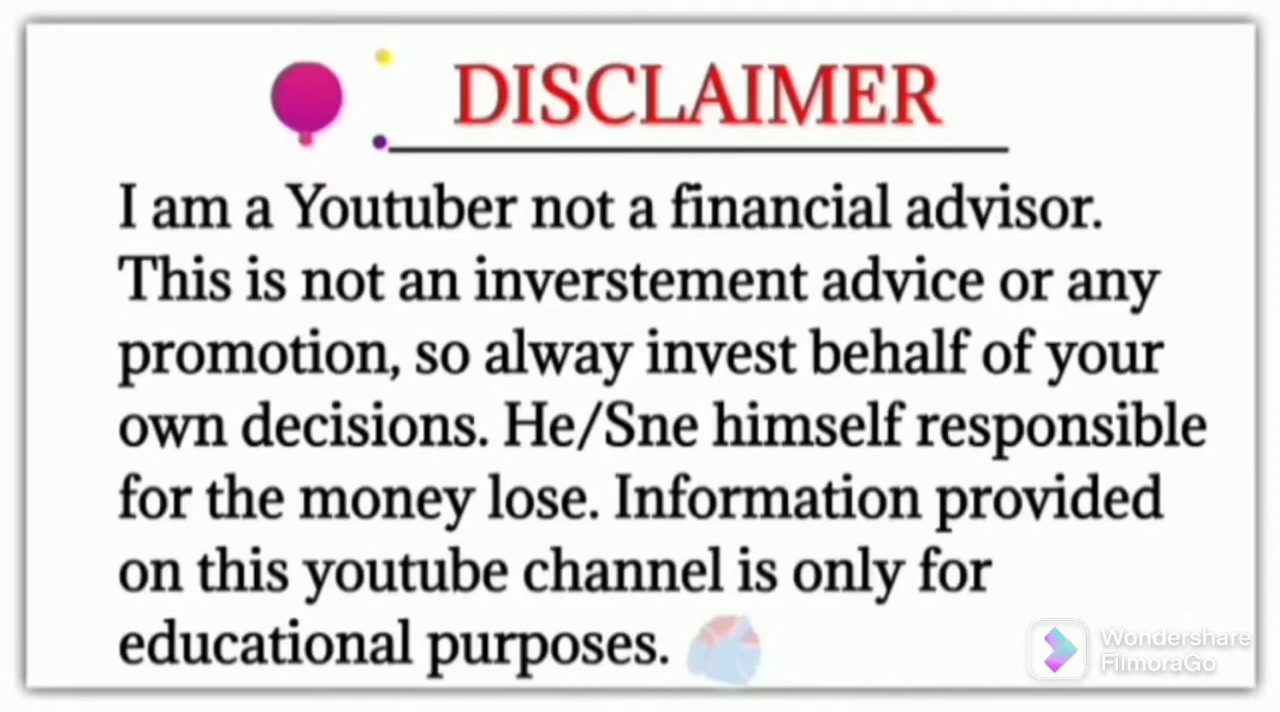 DISCLAIMER
I am a Youtuber not a financial advisor.
This is not an inverstement advice or any
promotion, so alway invest behalf of your
own decisions. He/Sne himself responsible
for the money lose. Information provided
on this youtube channel is only for
educational purposes.
Wondershare
FilmoraGo